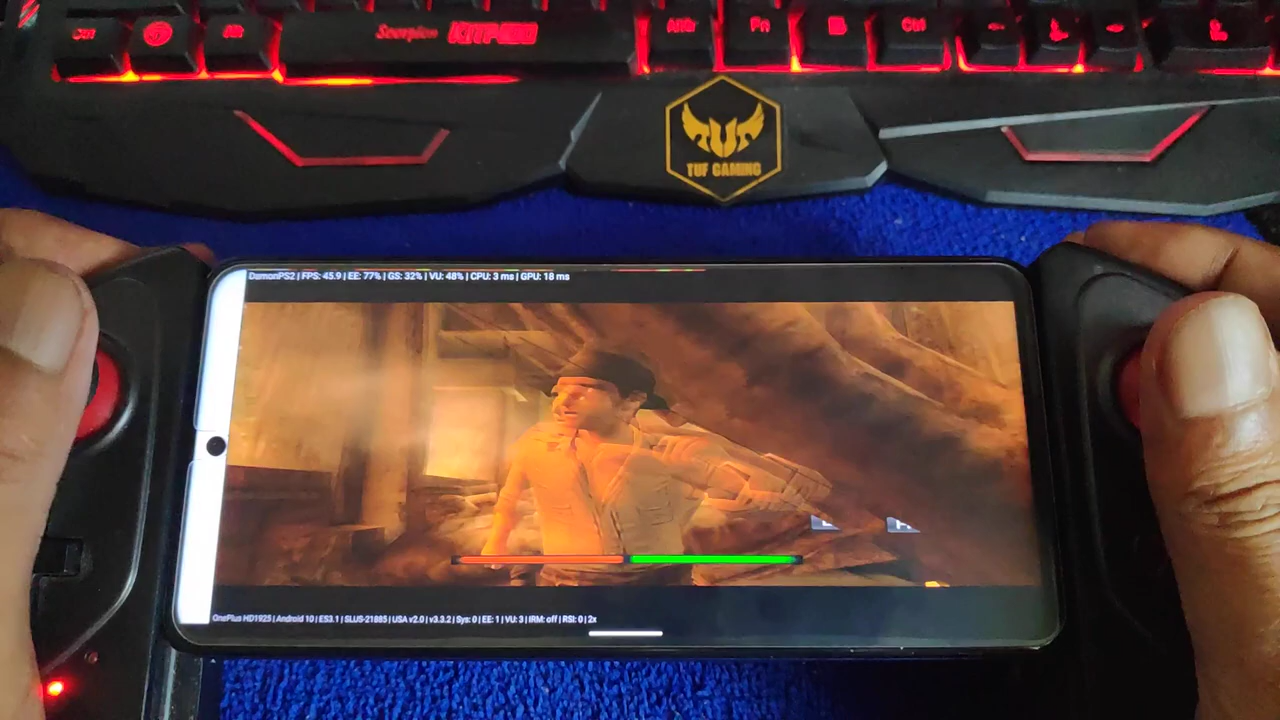 Ctrl
Alt
Scorpion KITP480
AltGr
Fn
Ctrl
TUF GAMING
DamonPS2 | FPS: 45.9 | EE: 77% | GS: 32% | VU: 48% | CPU: 3 ms | GPU: 18 ms
OnePlus HD1925 | Android 10 | ES3.1 | SLUS-21885 | USA v2.0 | v3.3.2 | Sys: 0 | EE: 1 | VU: 3 | IRM: off | RSI: 0 | 2x